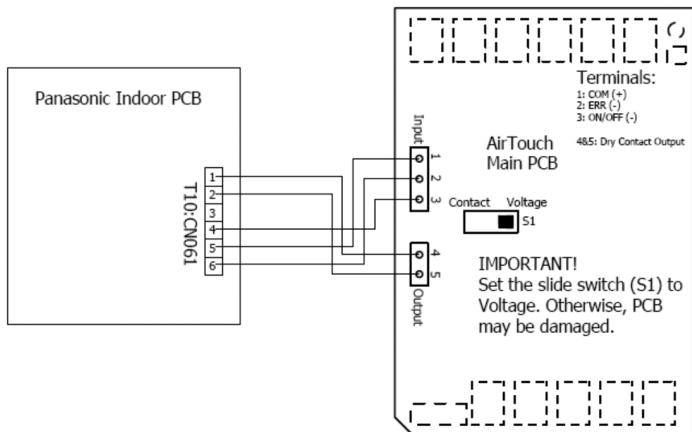 Panasonic Indoor PCB
T10:CN061
1
2
3
4
5
6
Input
1
2
3
4
5
Output
Terminals:
1: COM (+)
2: ERR (-)
3: ON/OFF (-)
4&5: Dry Contact Output
AirTouch
Main PCB
Contact Voltage
S1
IMPORTANT!
Set the slide switch (S1) to
Voltage. Otherwise, PCB
may be damaged.